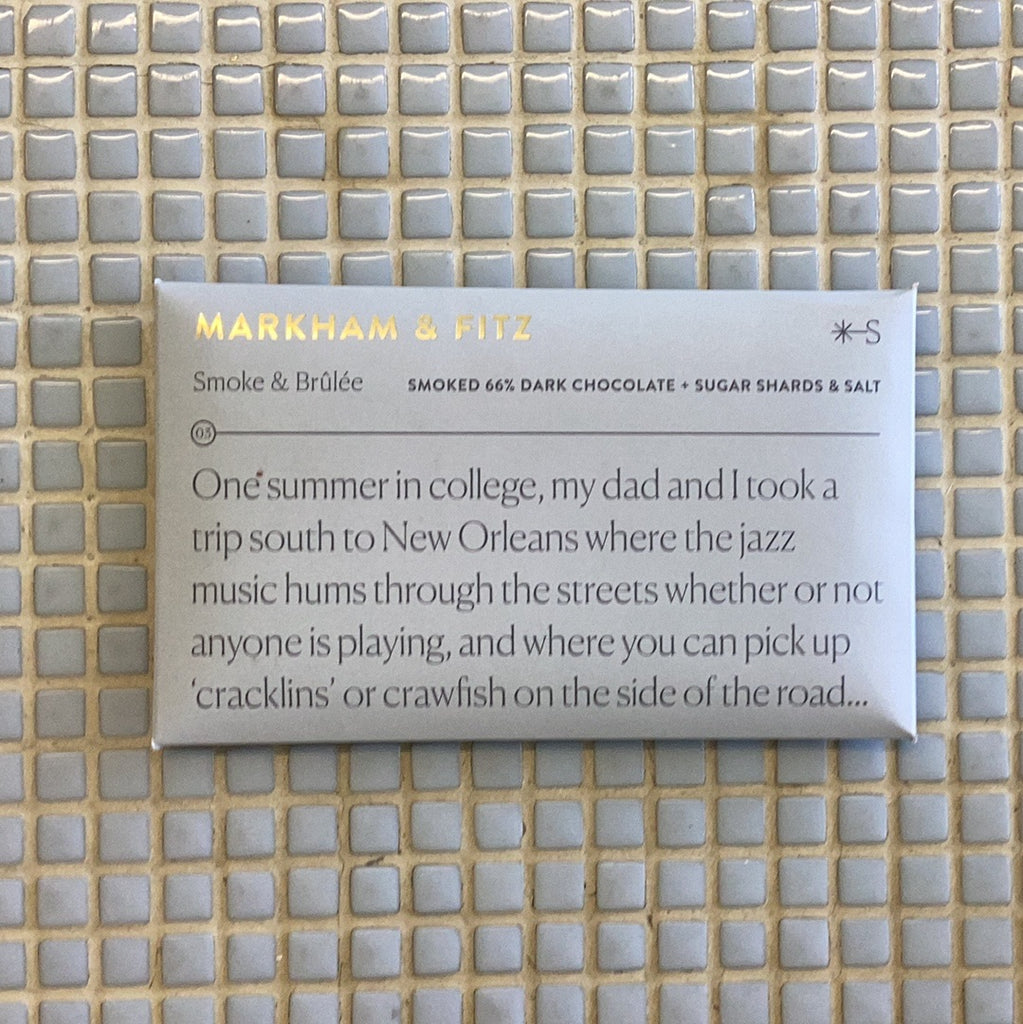 MARKHAM & FITZ
S
Smoke & Brûlée SMOKED 66% DARK CHOCOLATE + SUGAR SHARDS & SALT
03
One summer in college, my dad and I took a
trip south to New Orleans where the jazz
music hums through the streets whether or not
anyone is playing, and where you can pick up
‘cracklins’ or crawfish on the side of the road...